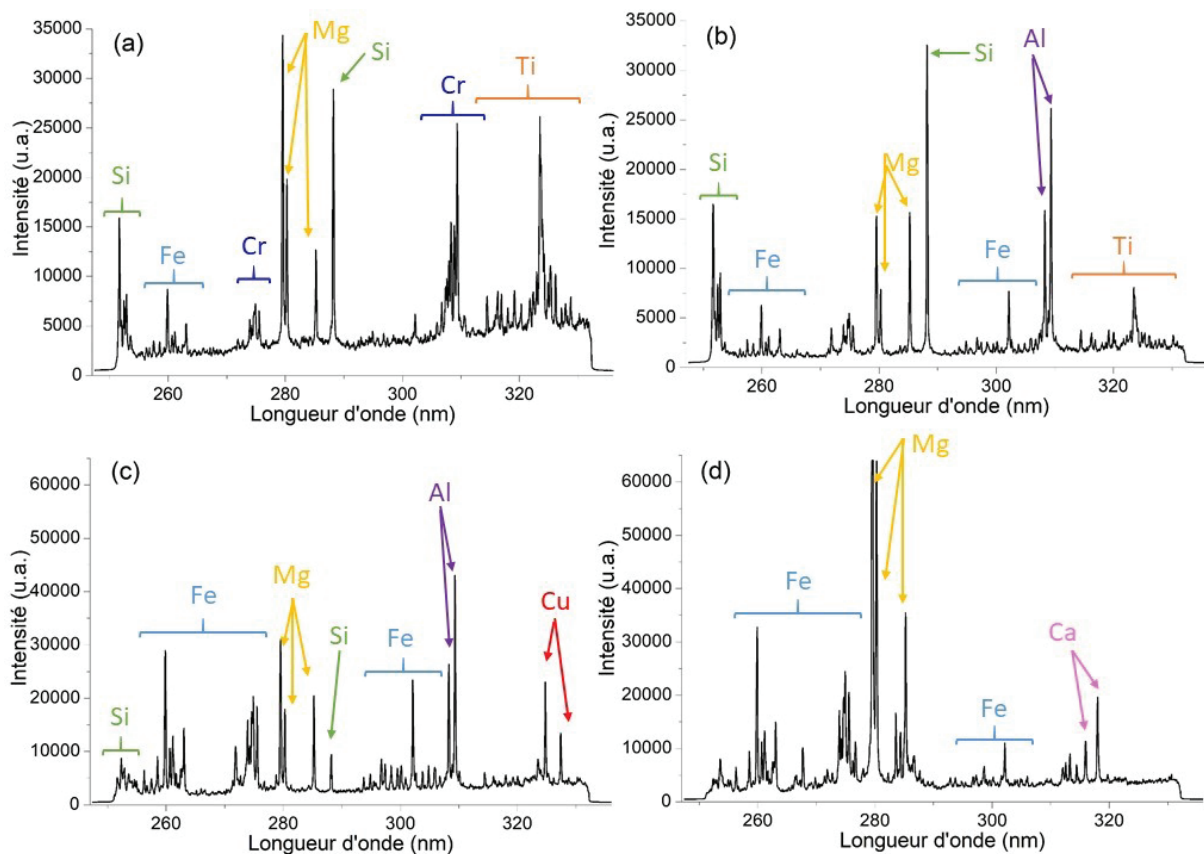 (a)
Intensité (u.a.)
35000
30000
25000
20000
15000
10000
5000
0
Si
Fe
Cr
Mg
Si
Cr
Ti
260
280
300
320
Longueur d'onde (nm)
(b)
Intensité (u.a.)
35000
30000
25000
20000
15000
10000
5000
0
Si
Fe
Mg
Si
Fe
Al
Ti
260
280
300
320
Longueur d'onde (nm)
(c)
Intensité (u.a.)
60000
50000
40000
30000
20000
10000
0
Si
Fe
Mg
Si
Fe
Al
Cu
260
280
300
320
Longueur d'onde (nm)
(d)
Intensité (u.a.)
60000
50000
40000
30000
20000
10000
0
Fe
Mg
Fe
Ca
260
280
300
320
Longueur d'onde (nm)